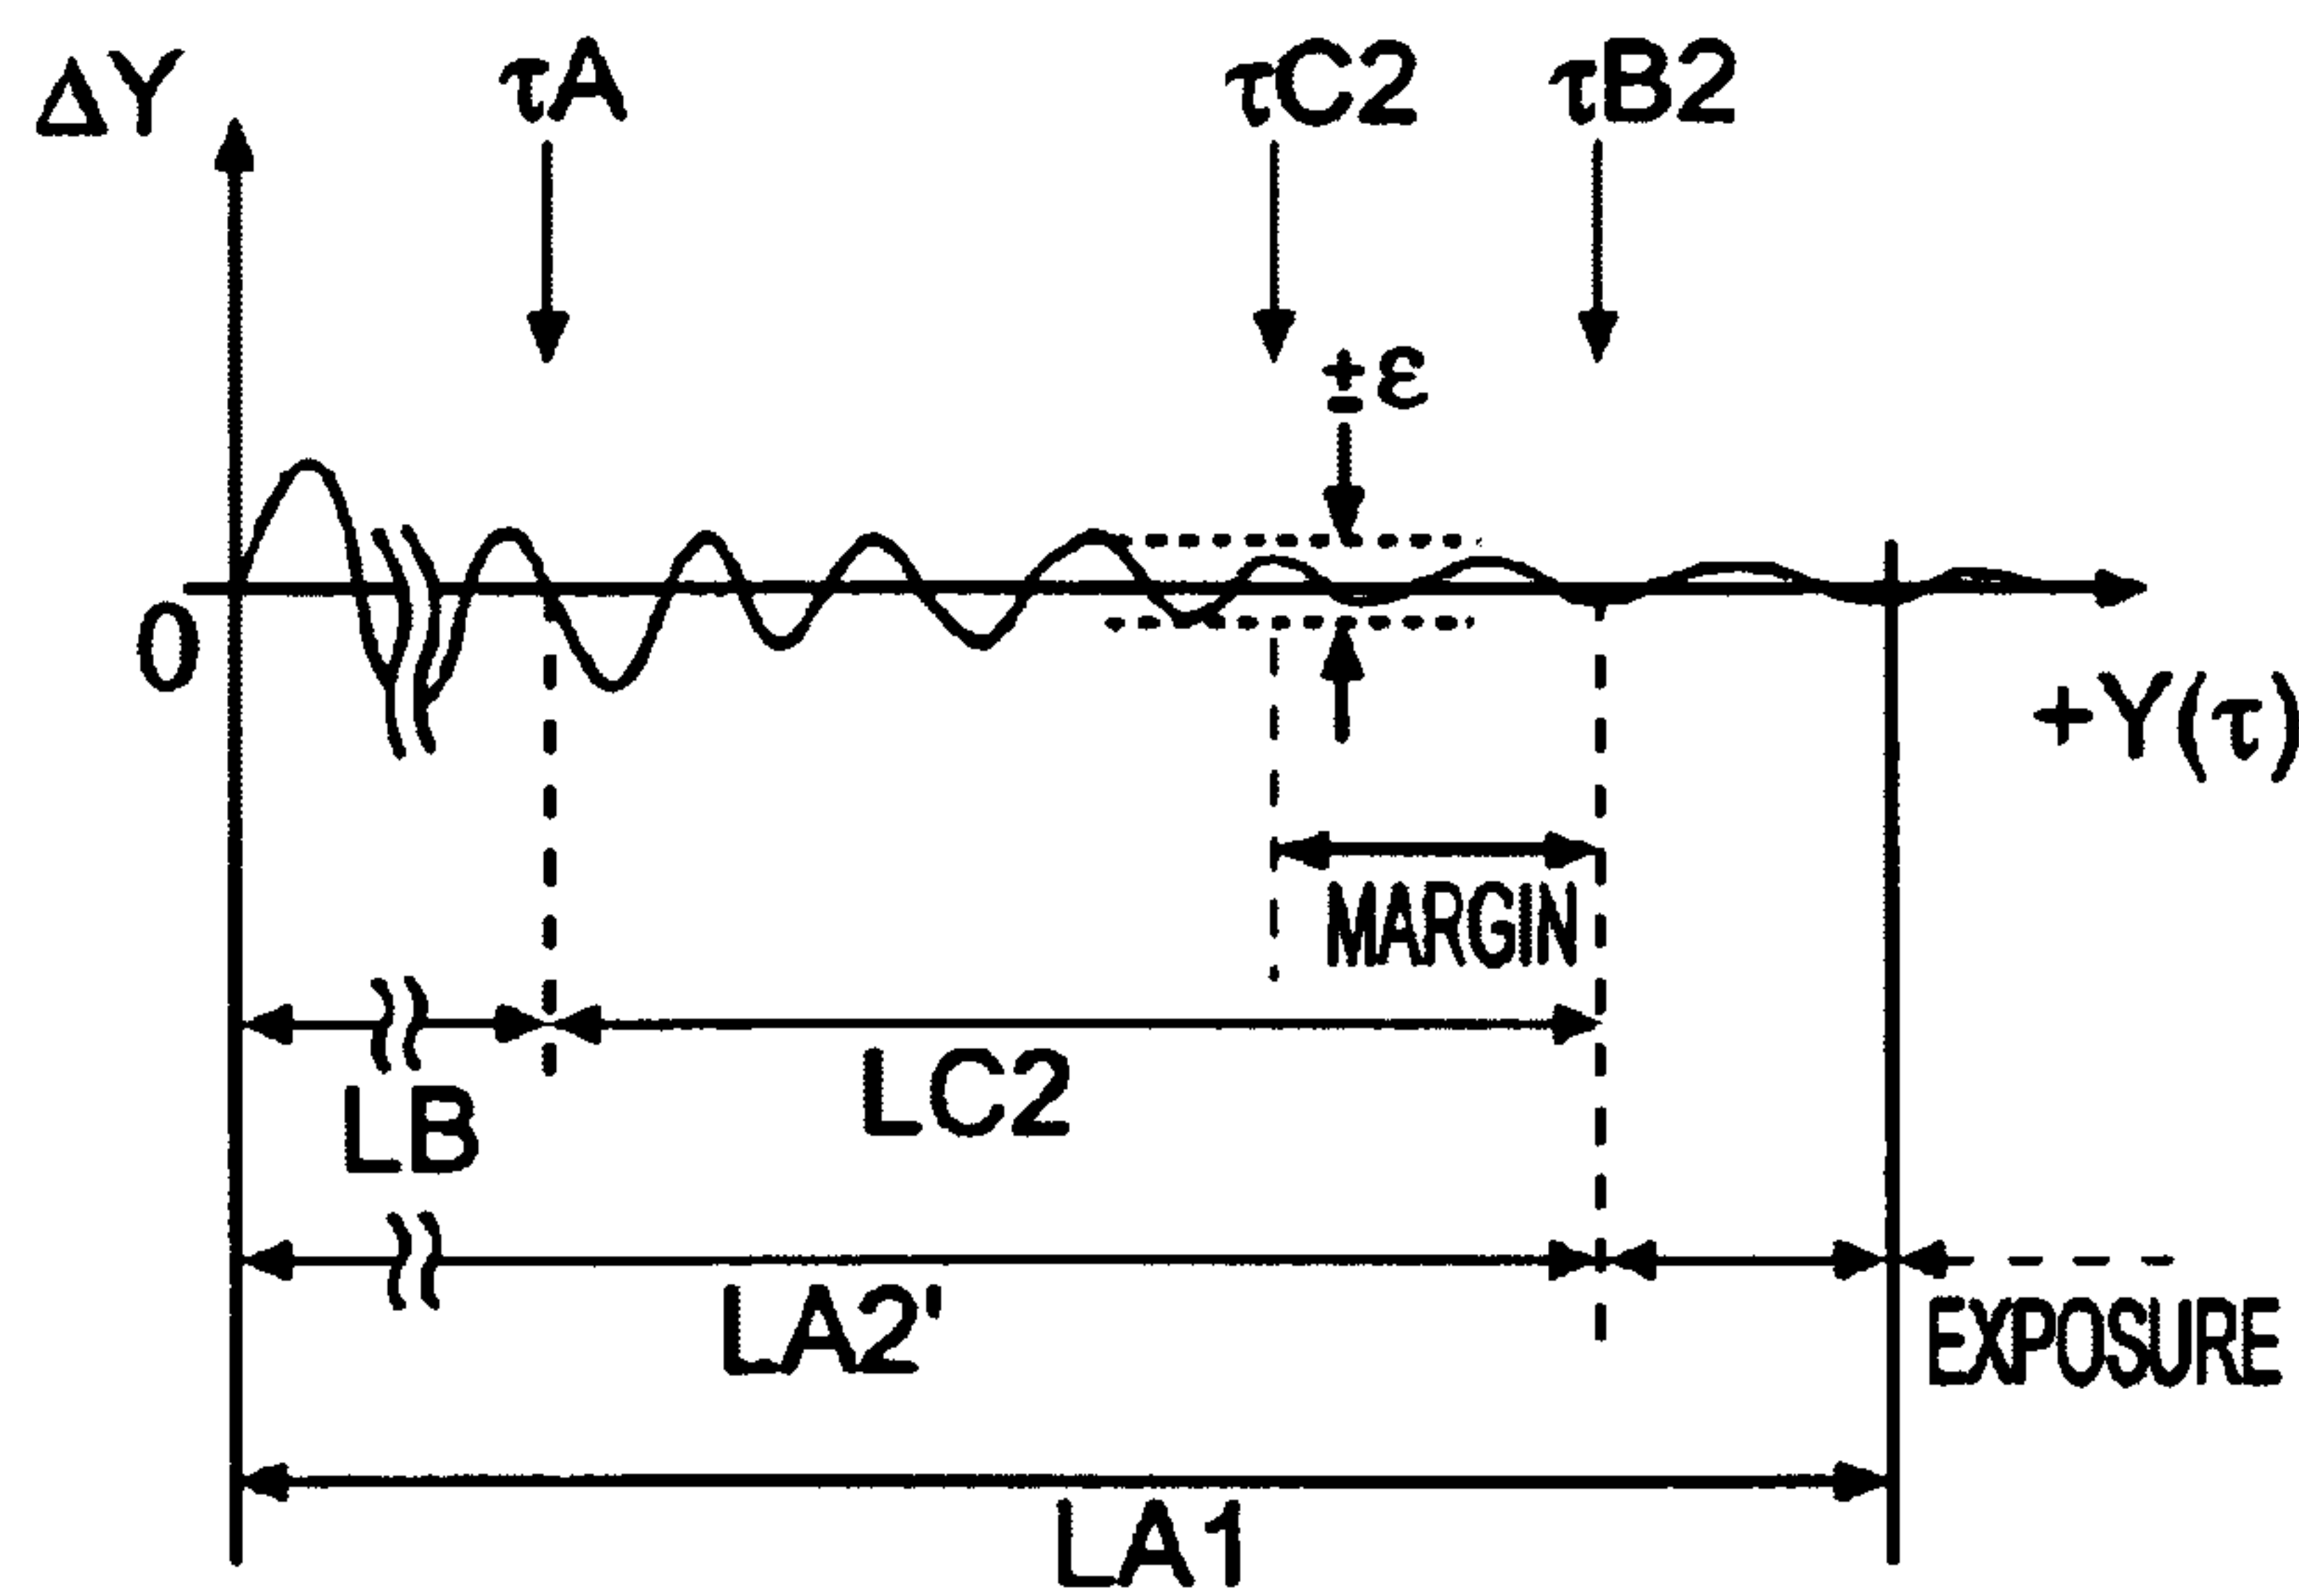 ΔY
τA
τC2
τB2
±ε
0
+Y(τ)
MARGIN
LB
LC2
LA2'
EXPOSURE
LA1